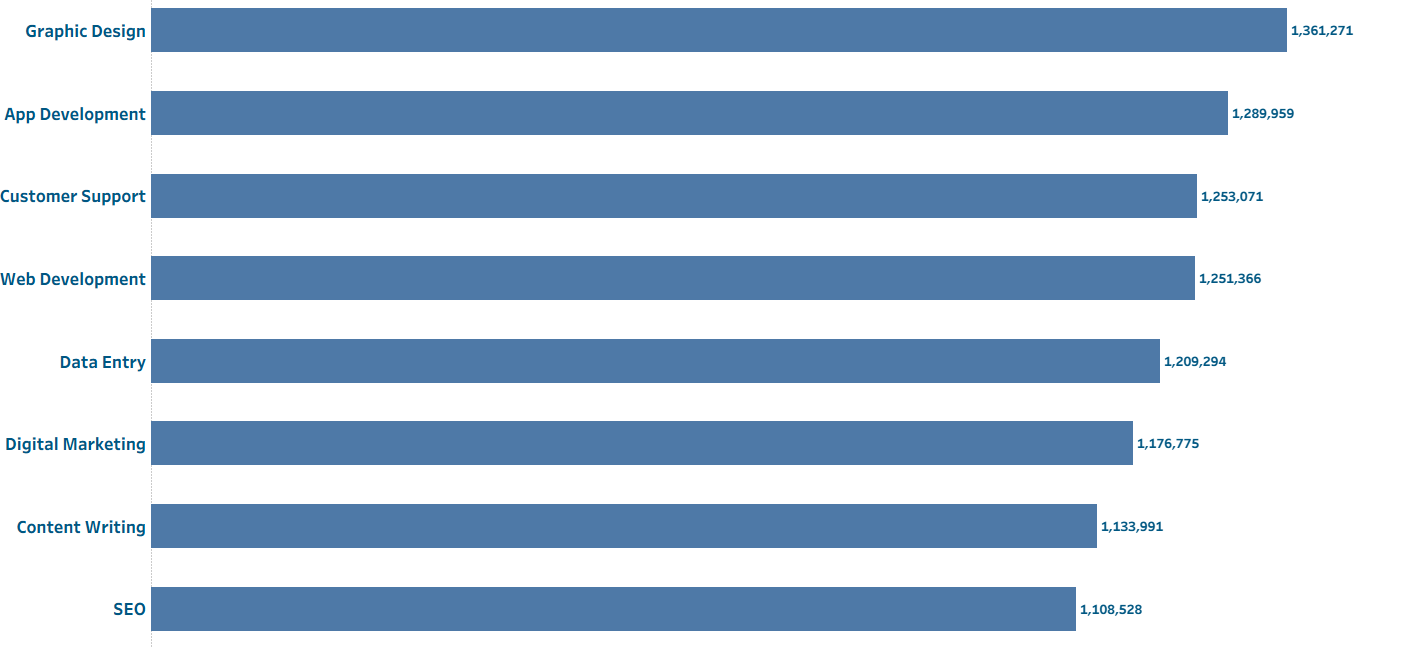 Graphic Design 1,361,271
App Development 1,289,959
Customer Support 1,253,071
Web Development 1,251,366
Data Entry 1,209,294
Digital Marketing 1,176,775
Content Writing 1,133,991
SEO 1,108,528